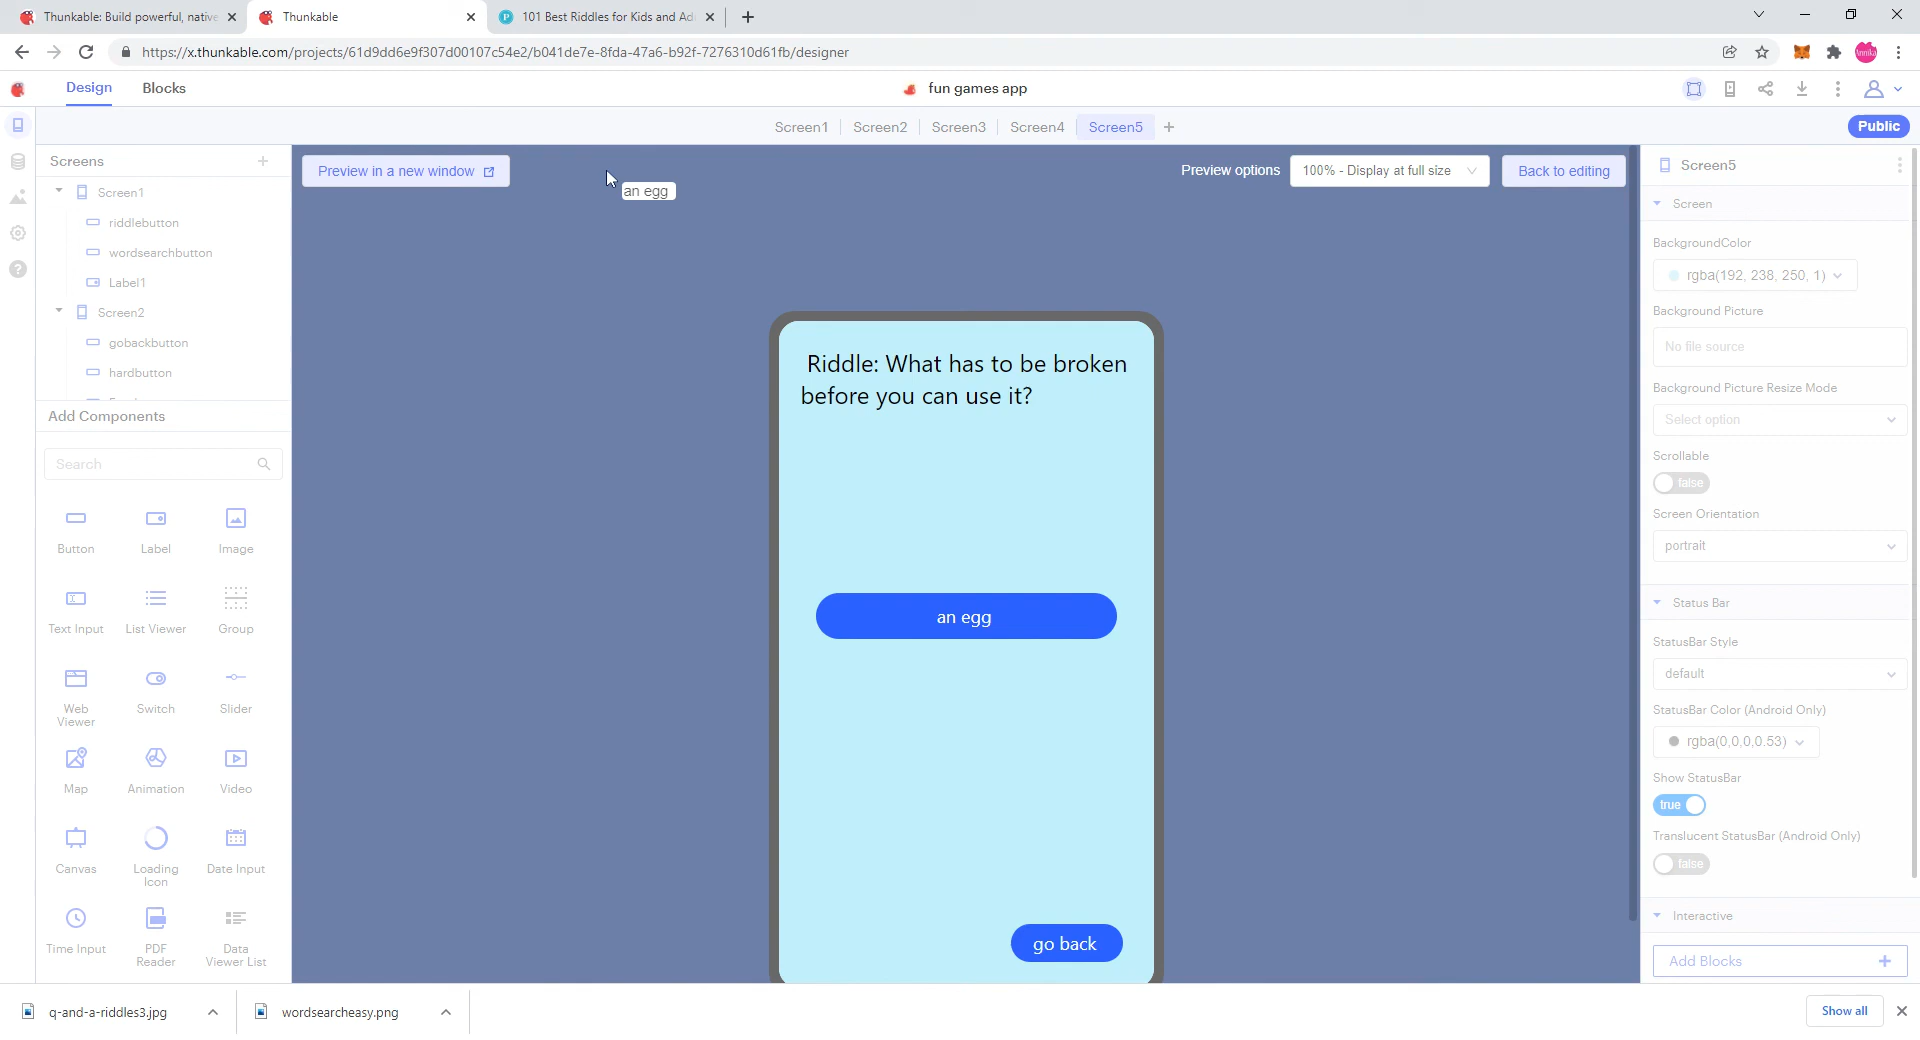 Thunkable: Build powerful, native
Thunkable
101 Best Riddles for Kids and Ad
https://x.thunkable.com/projects/61d9dd6e9f307d00107c54e2/b041de7e-8fda-47a6-b92f-7276310d61fb/designer
Design
Blocks
fun games app
Screen1
Screen2
Screen3
Screen4
Screen5
Public
Screens
Screen1
riddlebutton
wordsearchbutton
Label1
Screen2
gobackbutton
hardbutton
Add Components
Search
Button
Label
Image
Text Input
List Viewer
Group
Web Viewer
Switch
Slider
Map
Animation
Video
Canvas
Loading Icon
Date Input
Time Input
PDF Reader
Data Viewer List
Preview in a new window
an egg
Preview options
100% - Display at full size
Back to editing
Riddle: What has to be broken
before you can use it?
an egg
go back
Screen5
Screen
BackgroundColor
rgba(192, 238, 250, 1)
Background Picture
No file source
Background Picture Resize Mode
Select option
Scrollable
false
Screen Orientation
portrait
Status Bar
StatusBar Style
default
StatusBar Color (Android Only)
rgba(0,0,0,0.53)
Show StatusBar
true
Translucent StatusBar (Android Only)
false
Interactive
Add Blocks
q-and-a-riddles3.jpg
wordsearcheasy.png
Show all